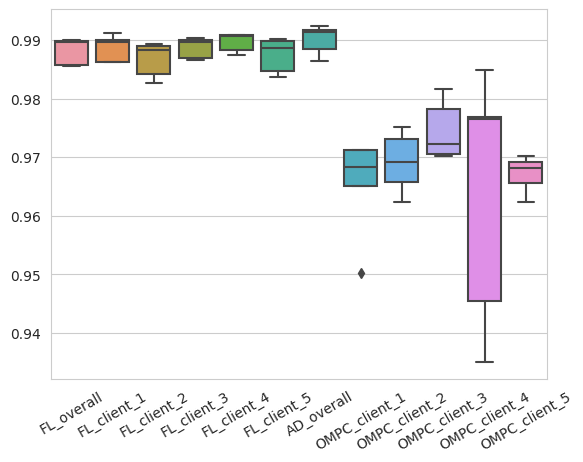 0.99
0.98
0.97
0.96
0.95
0.94
FL_overall
FL_client_1
FL_client_2
FL_client_3
FL_client_4
FL_client_5
AD_overall
OMPC_client_1
OMPC_client_2
OMPC_client_3
OMPC_client_4
OMPC_client_5